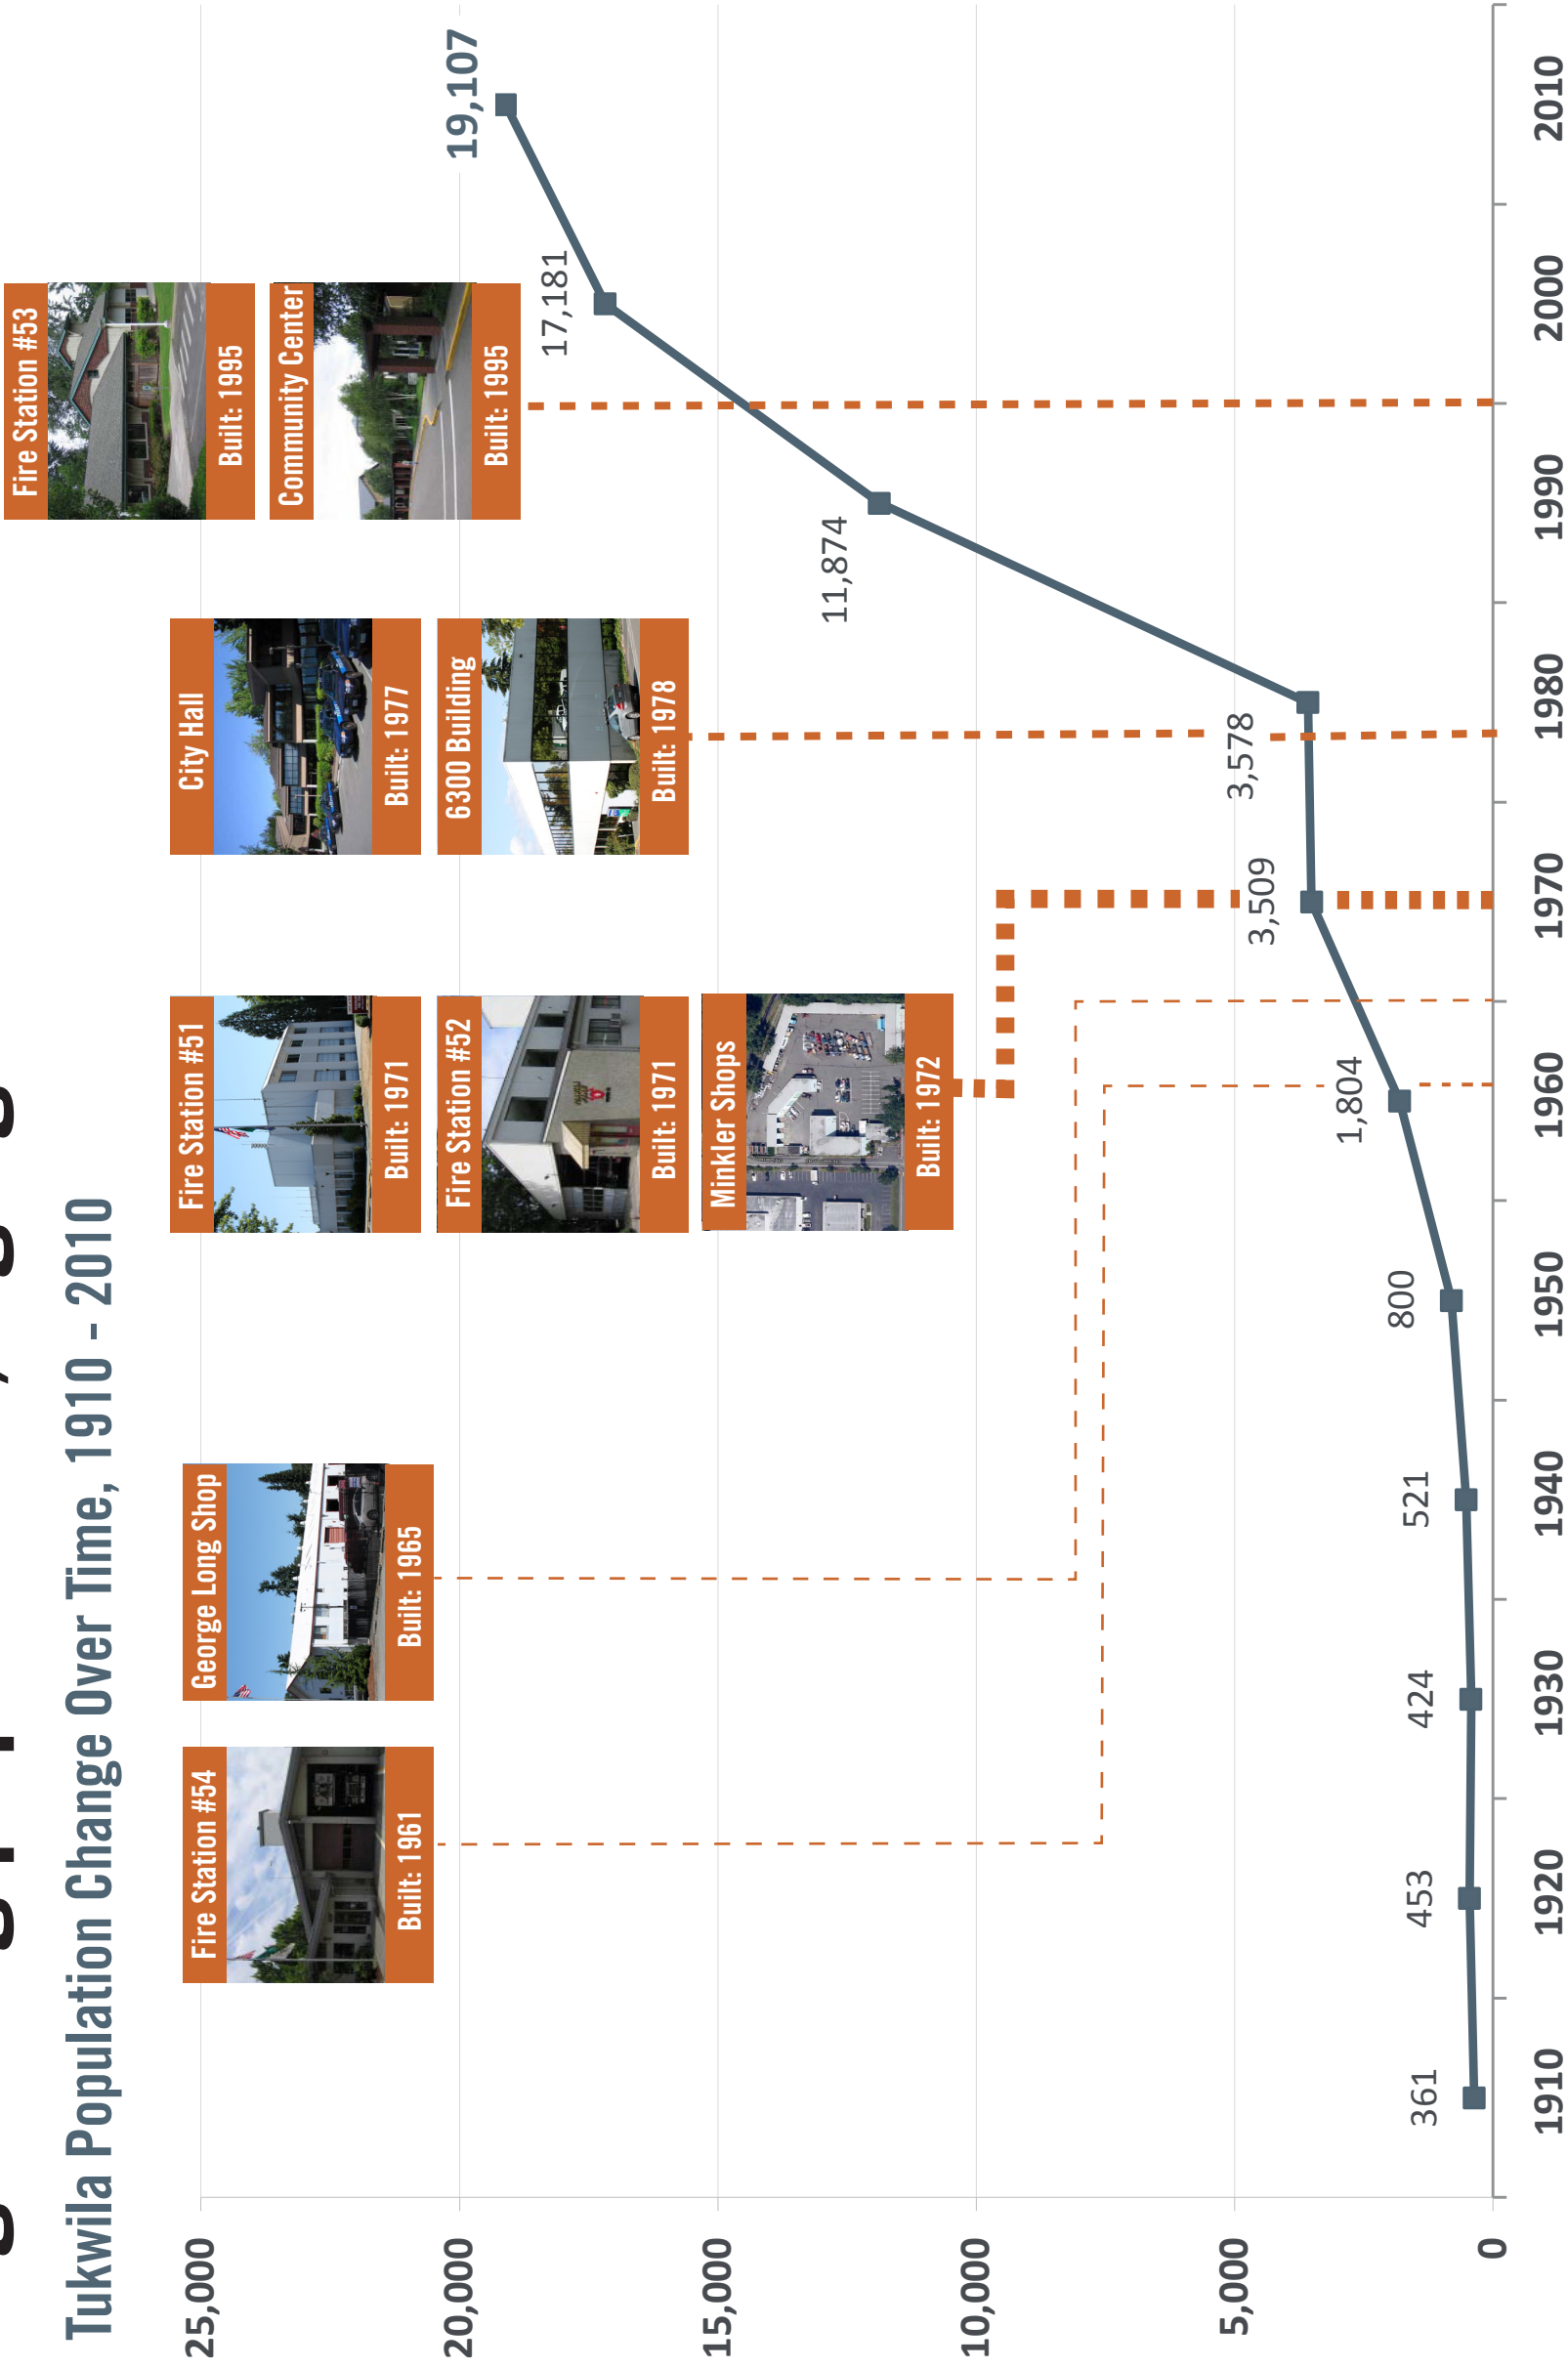 Tukwila Population Change Over Time, 1910 - 2010
Fire Station #54
Built: 1961
George Long Shop
Built: 1965
Fire Station #51
Built: 1971
Fire Station #52
Built: 1971
Minkler Shops
Built: 1972
City Hall
Built: 1977
6300 Building
Built: 1978
Fire Station #53
Built: 1995
Community Center
Built: 1995
25,000
20,000
15,000
10,000
5,000
0
361
453
424
521
800
1,804
3,509
3,578
11,874
17,181
19,107
1910
1920
1930
1940
1950
1960
1970
1980
1990
2000
2010